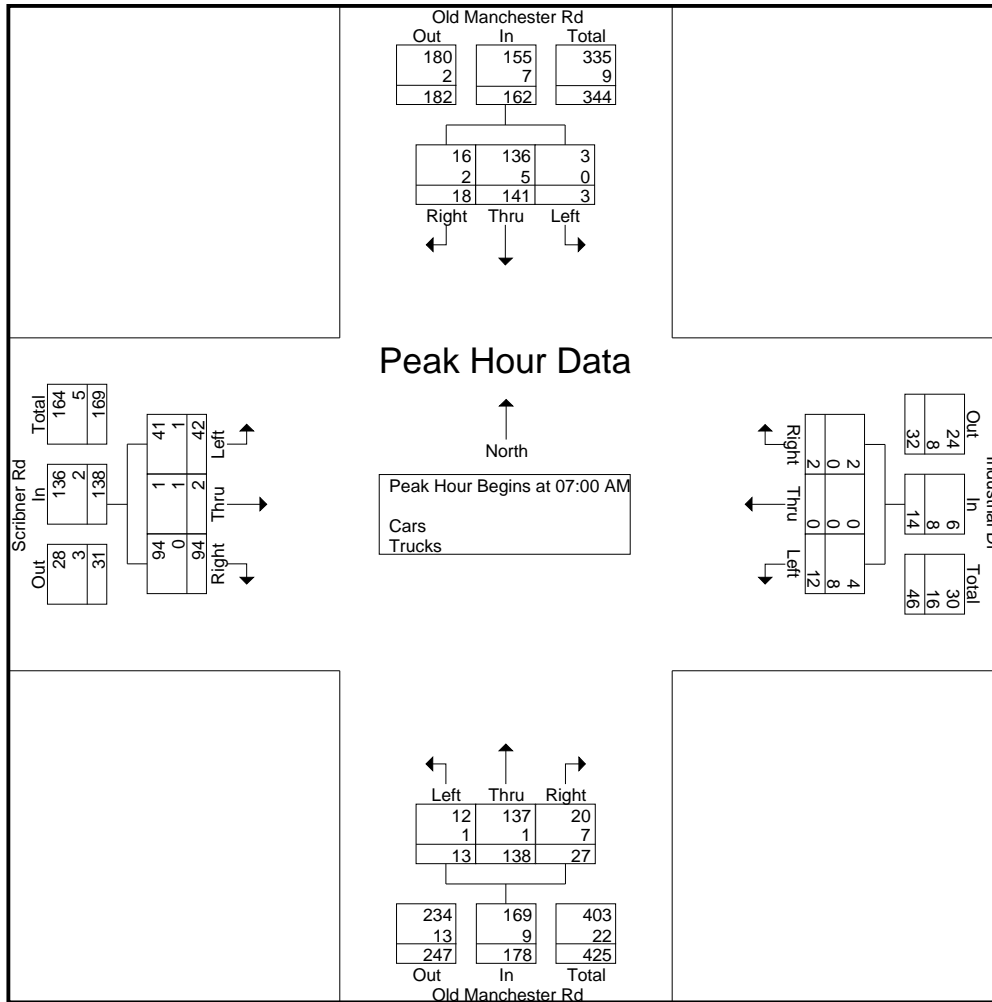 Old Manchester Rd
Out In Total
180 155 335
2 7 9
182 162 344
16 136 3
2 5 0
18 141 3
Right Thru Left
Peak Hour Data
North
Peak Hour Begins at 07:00 AM
Cars
Trucks
Scribner Rd
Out In Total
28 136 164
3 2 5
31 138 169
Right Thru Left
94 1 41
0 1 1
94 2 42
Industrial Dr
Out In Total
24 6 30
8 8 16
32 14 46
Right Thru Left
2 0 4
0 0 8
2 0 12
Left Thru Right
12 137 20
1 1 7
13 138 27
234 169 403
13 9 22
247 178 425
Out In Total
Old Manchester Rd